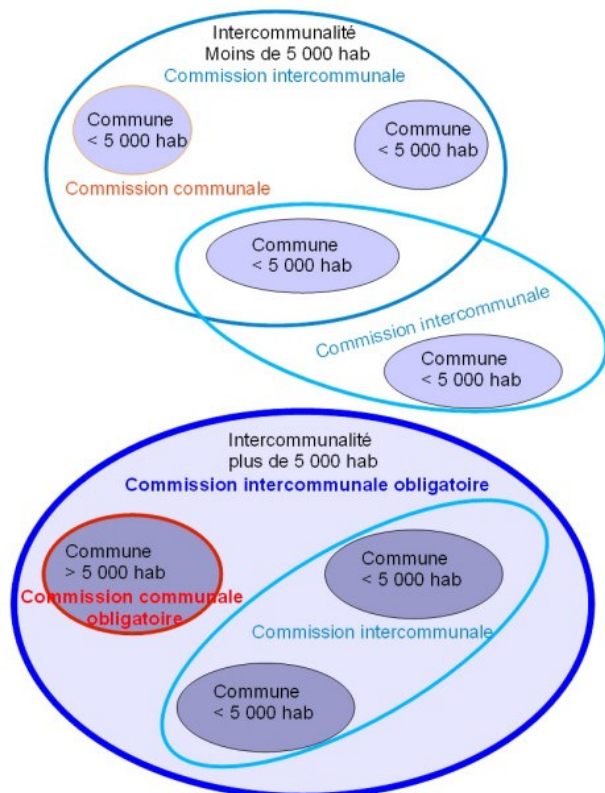 Intercommunalité
Moins de 5 000 hab
Commission intercommunale
Commune
< 5 000 hab
Commune
< 5 000 hab
Commission communale
Commune
< 5 000 hab
Commission intercommunale
Commune
< 5 000 hab
Intercommunalité
plus de 5 000 hab
Commission intercommunale obligatoire
Commune
> 5 000 hab
Commission communale
obligatoire
Commune
< 5 000 hab
Commission intercommunale
Commune
< 5 000 hab